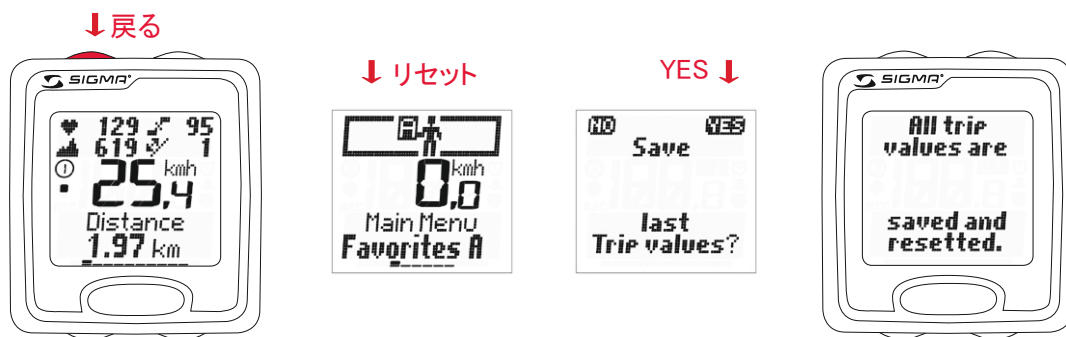 戻る
SIGMA
129 95
619 1
25,4 kmh
Distance
1.97 km
リセット
0,0 kmh
Main Menu
Favorites A
YES
NO YES
Save
last
Trip values?
SIGMA
All trip
values are
saved and
resetted.